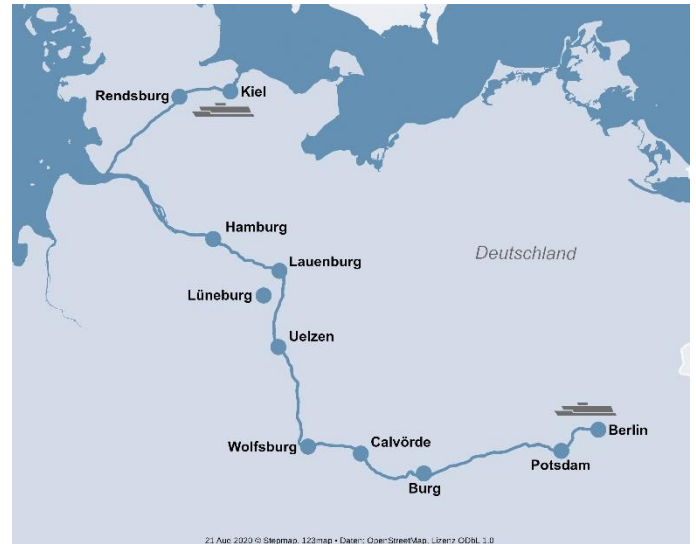 Kiel
Rendsburg
Hamburg
Deutschland
Lauenburg
Lüneburg
Uelzen
Berlin
Wolfsburg
Calvörde
Potsdam
Burg
21 Aug 2020 © Stepmap, 123map • Daten: OpenStreetMap, Lizenz ODbL 1.0